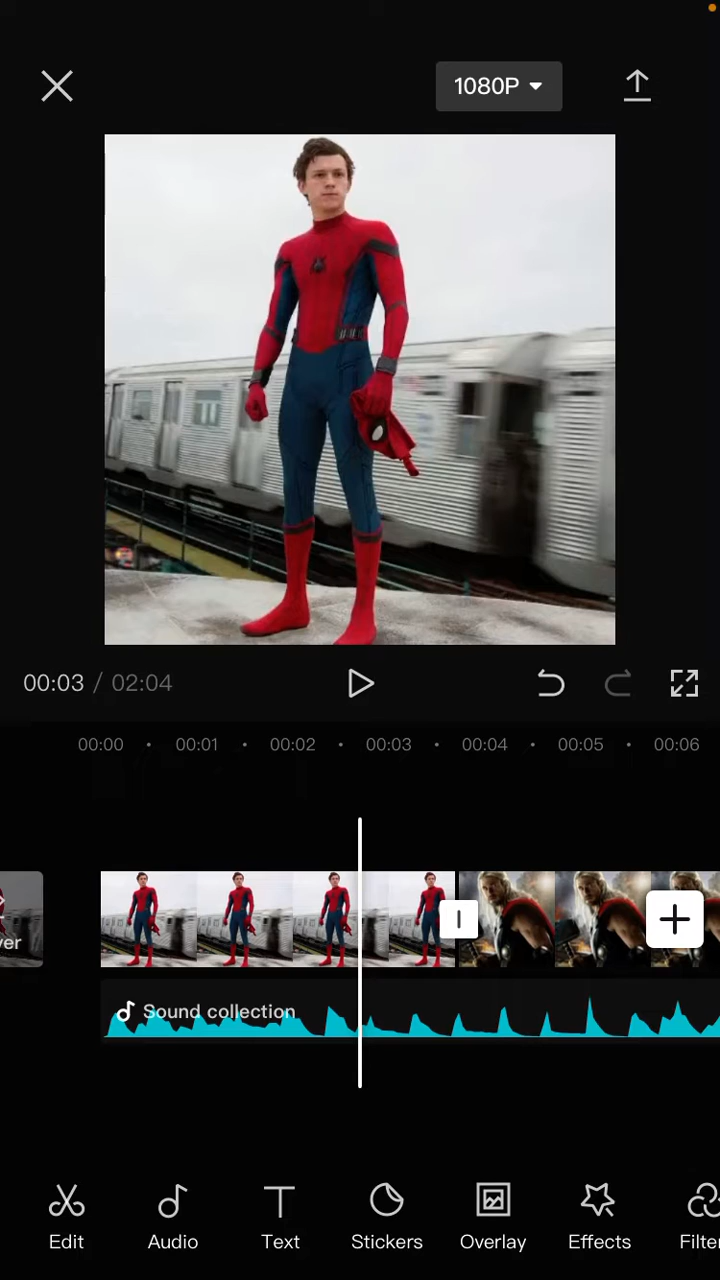 1080P
00:03 / 02:04
00:00 00:01 00:02 00:03 00:04 00:05 00:06
ver
Sound collection
Edit Audio Text Stickers Overlay Effects Filter